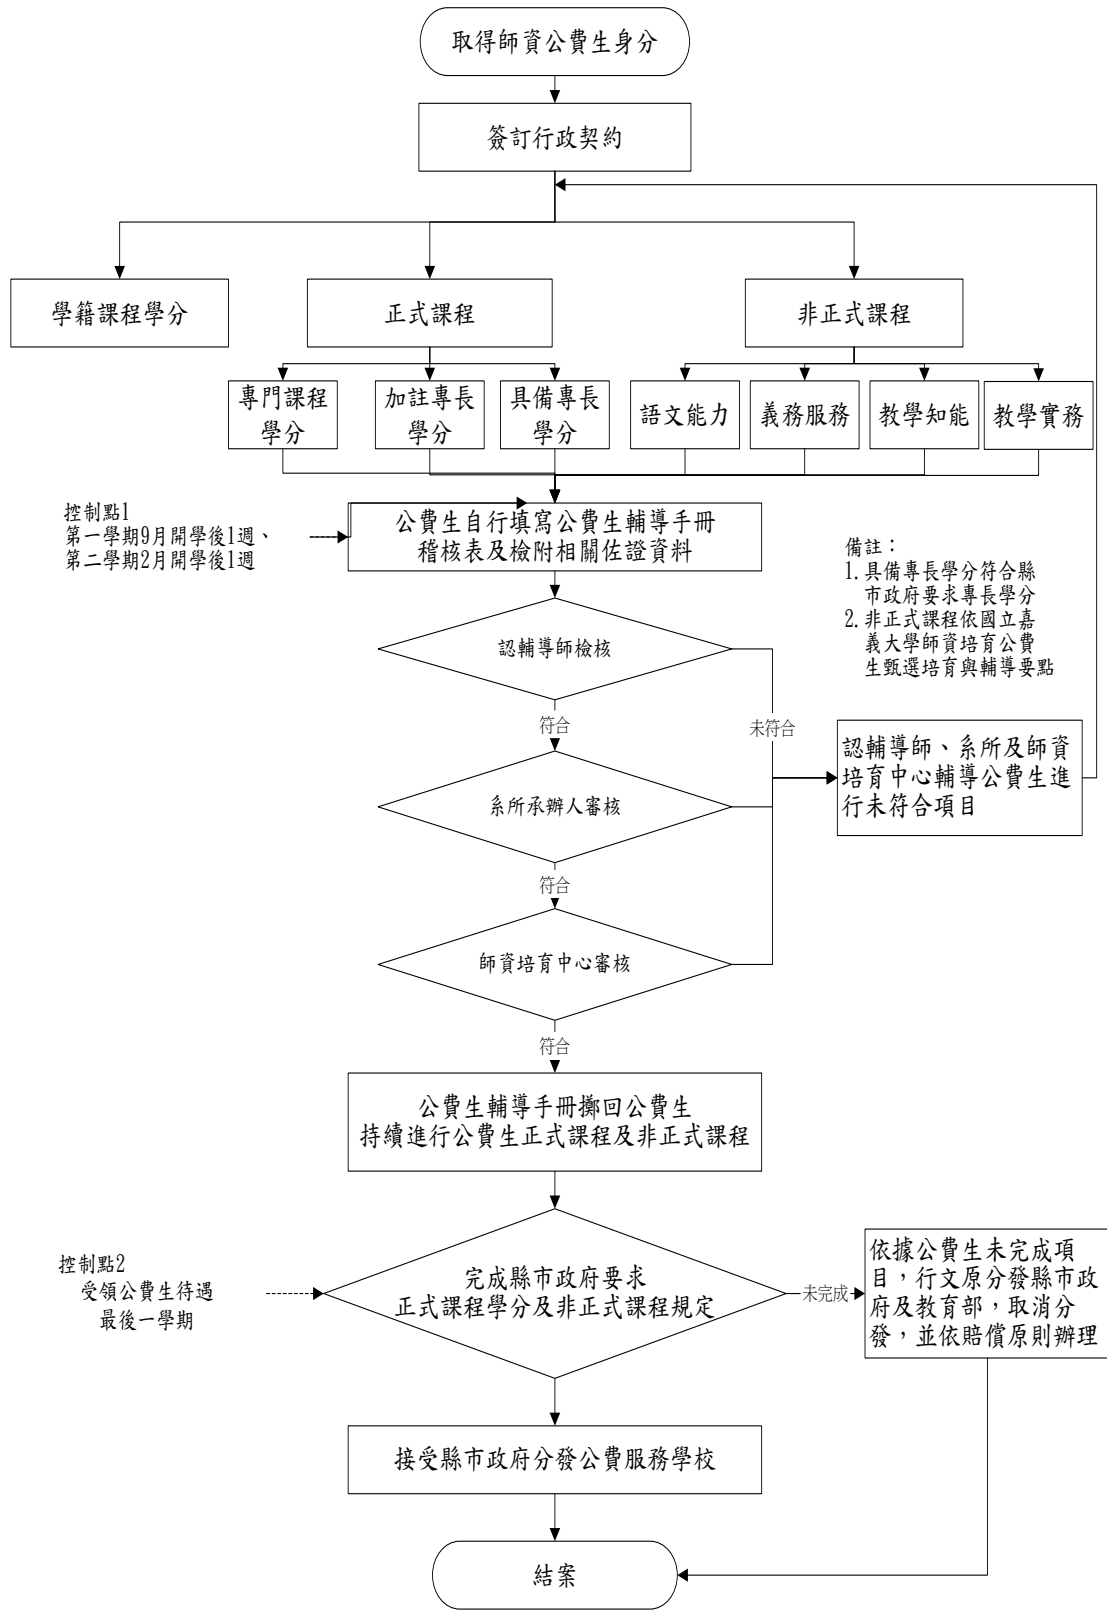 取得師資公費生身分
簽訂行政契約
學籍課程學分
正式課程
非正式課程
專門課程
學分
加註專長
學分
具備專長
學分
語文能力
義務服務
教學知能
教學實務
控制點1
第一學期9月開學後1週、
第二學期2月開學後1週
公費生自行填寫公費生輔導手冊
稽核表及檢附相關佐證資料
備註：
1.具備專長學分符合縣
市政府要求專長學分
2.非正式課程依國立嘉
義大學師資培育公費
生甄選培育與輔導要點
認輔導師檢核
符合
未符合
認輔導師、系所及師資
培育中心輔導公費生進
行未符合項目
系所承辦人審核
符合
師資培育中心審核
符合
公費生輔導手冊擲回公費生
持續進行公費生正式課程及非正式課程
控制點2
受領公費生待遇
最後一學期
完成縣市政府要求
正式課程學分及非正式課程規定
未完成
依據公費生未完成項
目，行文原分發縣市政
府及教育部，取消分
發，並依賠償原則辦理
接受縣市政府分發公費服務學校
結案